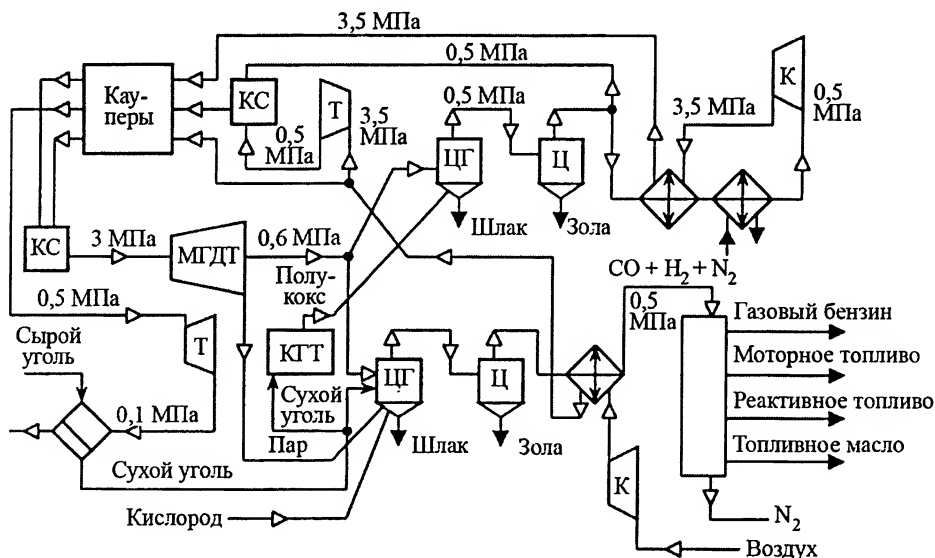 3,5 МПа
0,5 МПа
К
Кау-
перы
КС
Т
0,5 МПа
3,5 МПа
0,5
МПа
0,5
МПа
3,5
МПа
ЦГ
Ц
Шлак
Зола
КС
3 МПа
МГДТ
0,6 МПа
CO + H2 + N2
Полу-
кокс
0,5 МПа
Т
0,5
МПа
Газовый бензин
Сырой
уголь
КГТ
Моторное топливо
ЦГ
Ц
Сухой
уголь
Реактивное топливо
0,1 МПа
Пар
Шлак
Зола
Топливное масло
Сухой уголь
К
Кислород
N2
Воздух